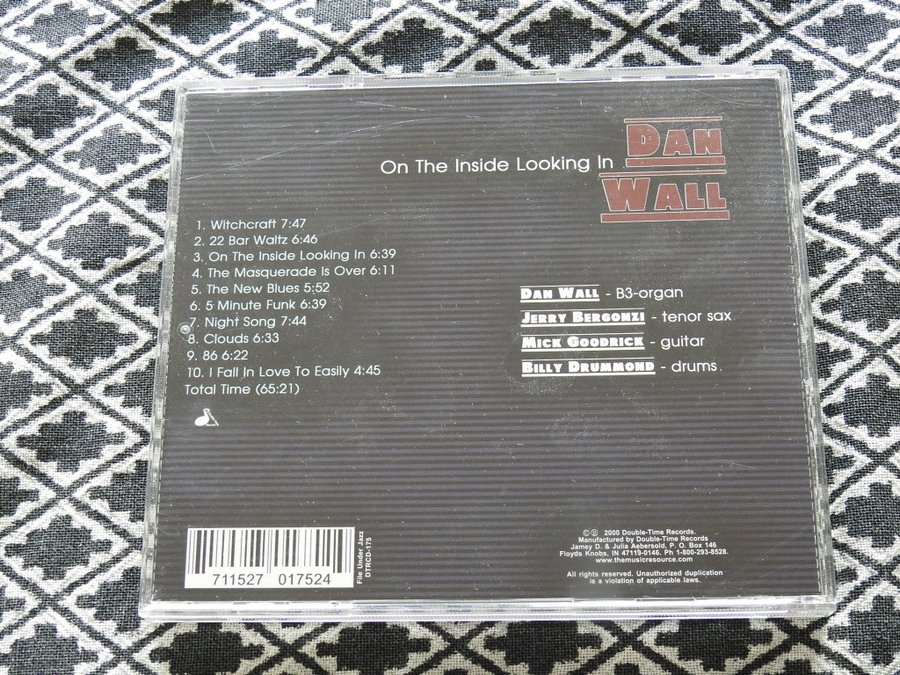 On The Inside Looking In
DAN
WALL
1. Witchcraft 7:47
2. 22 Bar Waltz 6:46
3. On The Inside Looking In 6:39
4. The Masquerade Is Over 6:11
5. The New Blues 5:52
6. 5 Minute Funk 6:39
7. Night Song 7:44
8. Clouds 6:33
9. 86 6:22
10. I Fall In Love To Easily 4:45
Total Time (65:21)
DAN WALL - B3-organ
JERRY BERGONZI - tenor sax
MICK GOODRICK - guitar
BILLY DRUMMOND - drums
711527 017524
File Under Jazz
DTRCD-175
©℗ 2000 Double-Time Records.
Manufactured by Double-Time Records
Jamey D. & Julia Aebersold. P. O. Box 146
Floyds Knobs, IN 47119-0146. Ph 1-800-293-8528.
www.themusicresource.com
All rights reserved. Unauthorized duplication
is a violation of applicable laws.